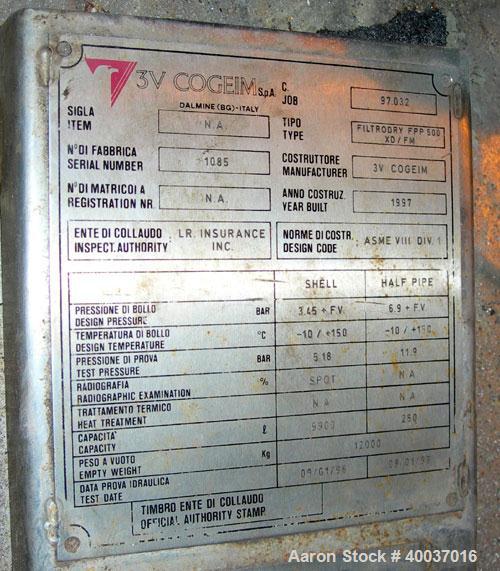 3V COGEIM S.p.A.
DALMINE (BG)-ITALY
C. JOB 97.032
SIGLA ITEM N.A.
TIPO TYPE FILTRODRY FPP 500 XD/FM
N° DI FABBRICA SERIAL NUMBER 1085
COSTRUTTORE MANUFACTURER 3V COGEIM
N° DI MATRICOLA REGISTRATION NR. N.A.
ANNO COSTRUZ. YEAR BUILT 1997
ENTE DI COLLAUDO INSPECT. AUTHORITY: L.R. INSURANCE INC.
NORME DI COSTR. DESIGN CODE: ASME VIII DIV. 1
SHELL HALF PIPE
PRESSIONE DI BOLLO DESIGN PRESSURE BAR 3.45 + F.V. 6.9 + F.V.
TEMPERATURA DI BOLLO DESIGN TEMPERATURE °C -10 / +150 -10 / +150
PRESSIONE DI PROVA TEST PRESSURE BAR 5.18 11.9
RADIOGRAFIA RADIOGRAPHIC EXAMINATION % SPOT N.A.
TRATTAMENTO TERMICO HEAT TREATMENT N.A. N.A.
CAPACITÀ CAPACITY ℓ 9900 250
PESO A VUOTO EMPTY WEIGHT Kg 12000
DATA PROVA IDRAULICA TEST DATE
TIMBRO ENTE DI COLLAUDO
OFFICIAL AUTHORITY STAMP
Aaron Stock # 40037016